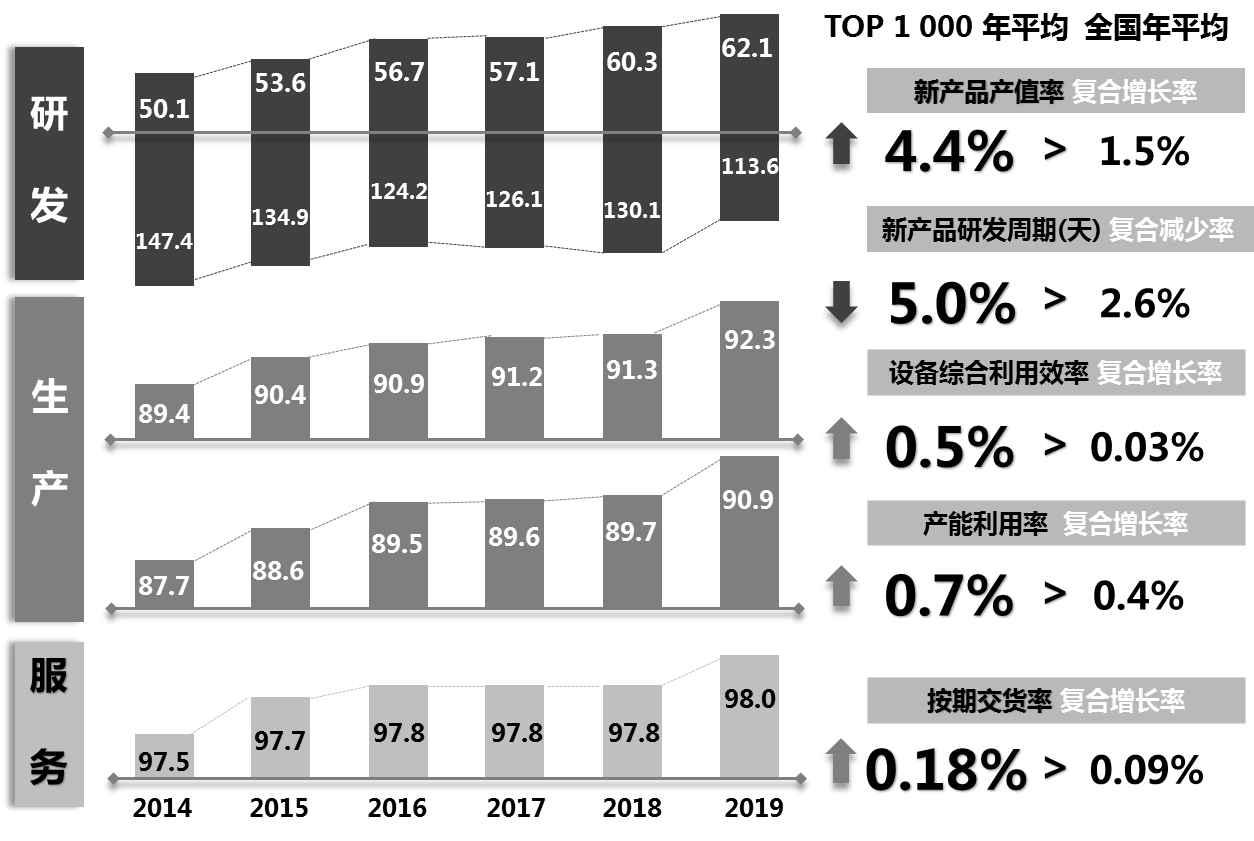 TOP 1 000 年平均 全国年平均
研发
50.1 53.6 56.7 57.1 60.3 62.1
147.4 134.9 124.2 126.1 130.1 113.6
新产品产值率 复合增长率
4.4% > 1.5%
新产品研发周期(天) 复合减少率
5.0% > 2.6%
生产
89.4 90.4 90.9 91.2 91.3 92.3
设备综合利用效率 复合增长率
0.5% > 0.03%
87.7 88.6 89.5 89.6 89.7 90.9
产能利用率 复合增长率
0.7% > 0.4%
服务
97.5 97.7 97.8 97.8 97.8 98.0
按期交货率 复合增长率
0.18% > 0.09%
2014 2015 2016 2017 2018 2019